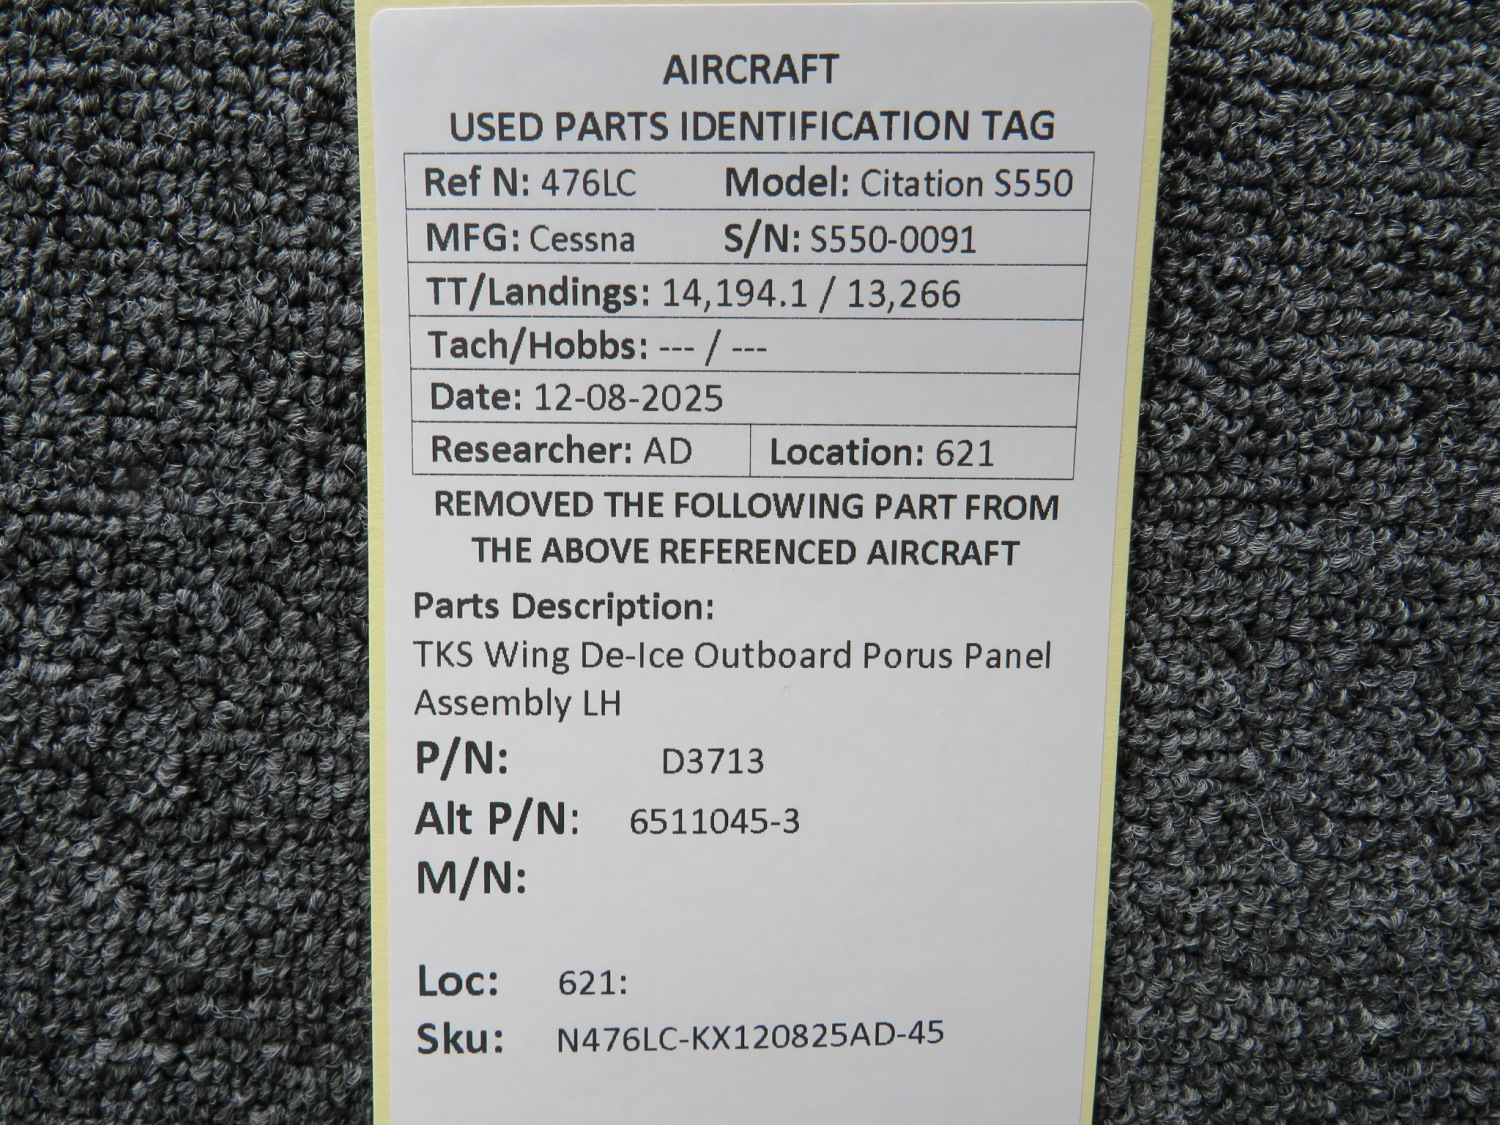 AIRCRAFT
USED PARTS IDENTIFICATION TAG
Ref N: 476LC Model: Citation S550
MFG: Cessna S/N: S550-0091
TT/Landings: 14,194.1 / 13,266
Tach/Hobbs: --- / ---
Date: 12-08-2025
Researcher: AD Location: 621
REMOVED THE FOLLOWING PART FROM
THE ABOVE REFERENCED AIRCRAFT
Parts Description:
TKS Wing De-Ice Outboard Porus Panel
Assembly LH
P/N: D3713
Alt P/N: 6511045-3
M/N:
Loc: 621:
Sku: N476LC-KX120825AD-45